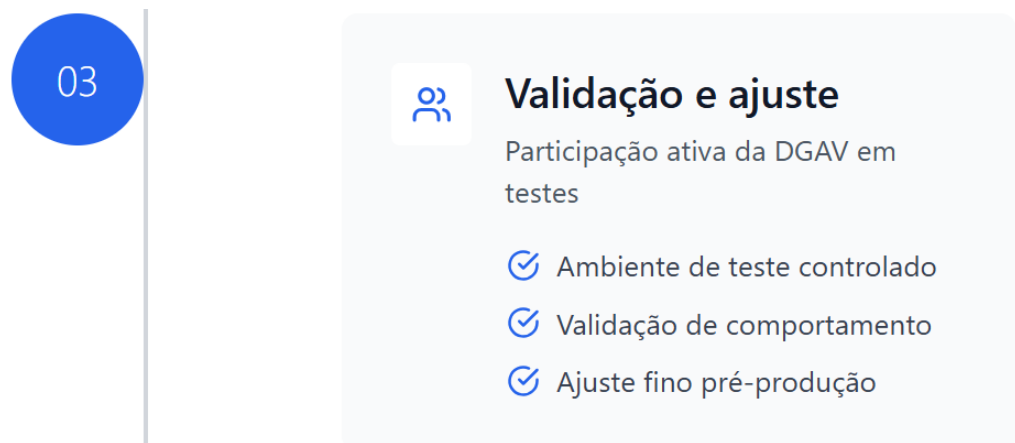 03
Validação e ajuste
Participação ativa da DGAV em
testes
Ambiente de teste controlado
Validação de comportamento
Ajuste fino pré-produção